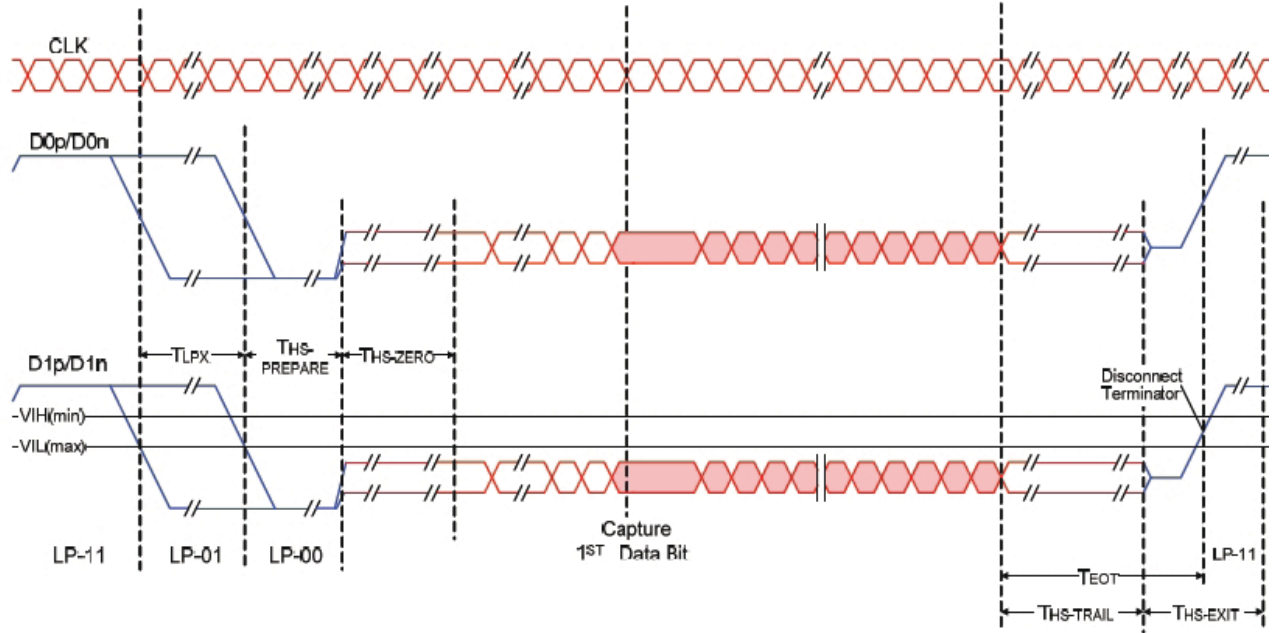 CLK
D0p/D0n
TLPX
THS-
PREPARE
THS-ZERO
D1p/D1n
Disconnect
Terminator
VIH(min)
VIL(max)
Capture
1ST Data Bit
LP-11
LP-01
LP-00
LP-11
TEOT
THS-TRAIL
THS-EXIT